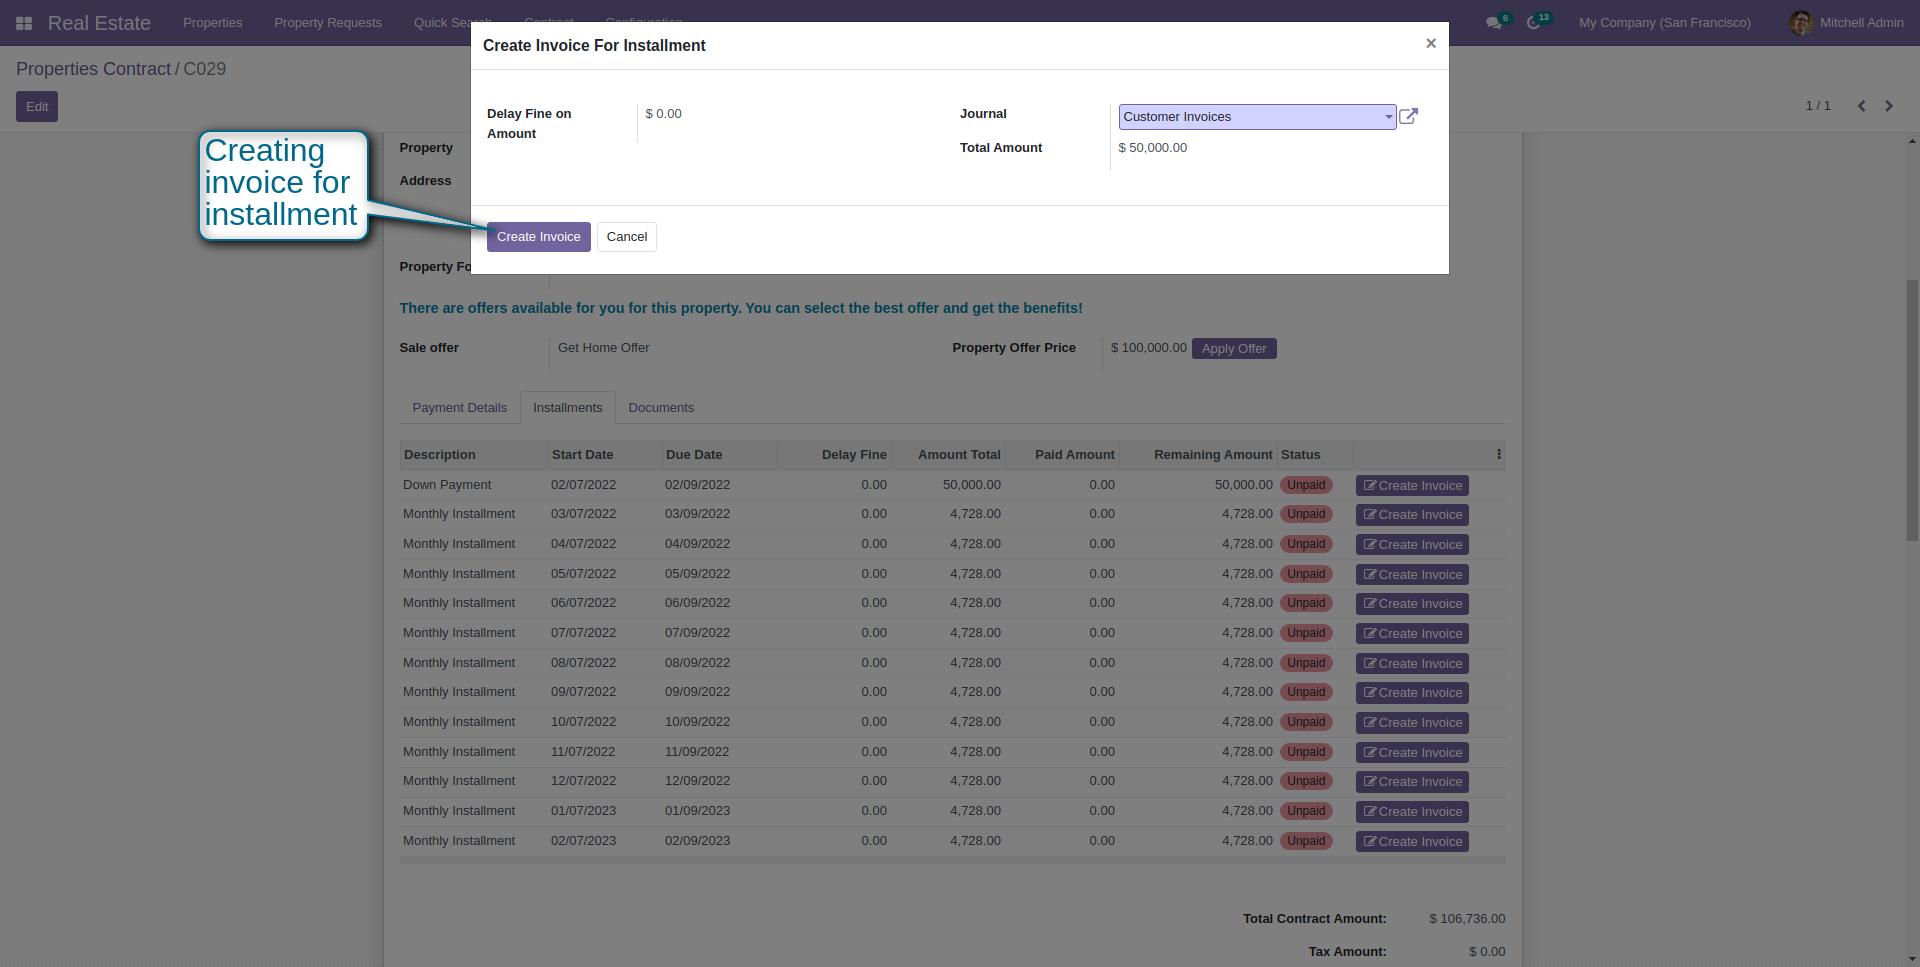 Real Estate Properties Property Requests Quick Search Contract Configuration 6 13 My Company (San Francisco) Mitchell Admin
Properties Contract / C029
Edit
1 / 1
Create Invoice For Installment ×
Delay Fine on Amount $ 0.00
Journal Customer Invoices
Total Amount $ 50,000.00
Create Invoice Cancel
Creating
invoice for
installment
Property
Address
Property Fo
There are offers available for you for this property. You can select the best offer and get the benefits!
Sale offer Get Home Offer Property Offer Price $ 100,000.00 Apply Offer
Payment Details Installments Documents
Description Start Date Due Date Delay Fine Amount Total Paid Amount Remaining Amount Status
Down Payment 02/07/2022 02/09/2022 0.00 50,000.00 0.00 50,000.00 Unpaid Create Invoice
Monthly Installment 03/07/2022 03/09/2022 0.00 4,728.00 0.00 4,728.00 Unpaid Create Invoice
Monthly Installment 04/07/2022 04/09/2022 0.00 4,728.00 0.00 4,728.00 Unpaid Create Invoice
Monthly Installment 05/07/2022 05/09/2022 0.00 4,728.00 0.00 4,728.00 Unpaid Create Invoice
Monthly Installment 06/07/2022 06/09/2022 0.00 4,728.00 0.00 4,728.00 Unpaid Create Invoice
Monthly Installment 07/07/2022 07/09/2022 0.00 4,728.00 0.00 4,728.00 Unpaid Create Invoice
Monthly Installment 08/07/2022 08/09/2022 0.00 4,728.00 0.00 4,728.00 Unpaid Create Invoice
Monthly Installment 09/07/2022 09/09/2022 0.00 4,728.00 0.00 4,728.00 Unpaid Create Invoice
Monthly Installment 10/07/2022 10/09/2022 0.00 4,728.00 0.00 4,728.00 Unpaid Create Invoice
Monthly Installment 11/07/2022 11/09/2022 0.00 4,728.00 0.00 4,728.00 Unpaid Create Invoice
Monthly Installment 12/07/2022 12/09/2022 0.00 4,728.00 0.00 4,728.00 Unpaid Create Invoice
Monthly Installment 01/07/2023 01/09/2023 0.00 4,728.00 0.00 4,728.00 Unpaid Create Invoice
Monthly Installment 02/07/2023 02/09/2023 0.00 4,728.00 0.00 4,728.00 Unpaid Create Invoice
Total Contract Amount: $ 106,736.00
Tax Amount: $ 0.00